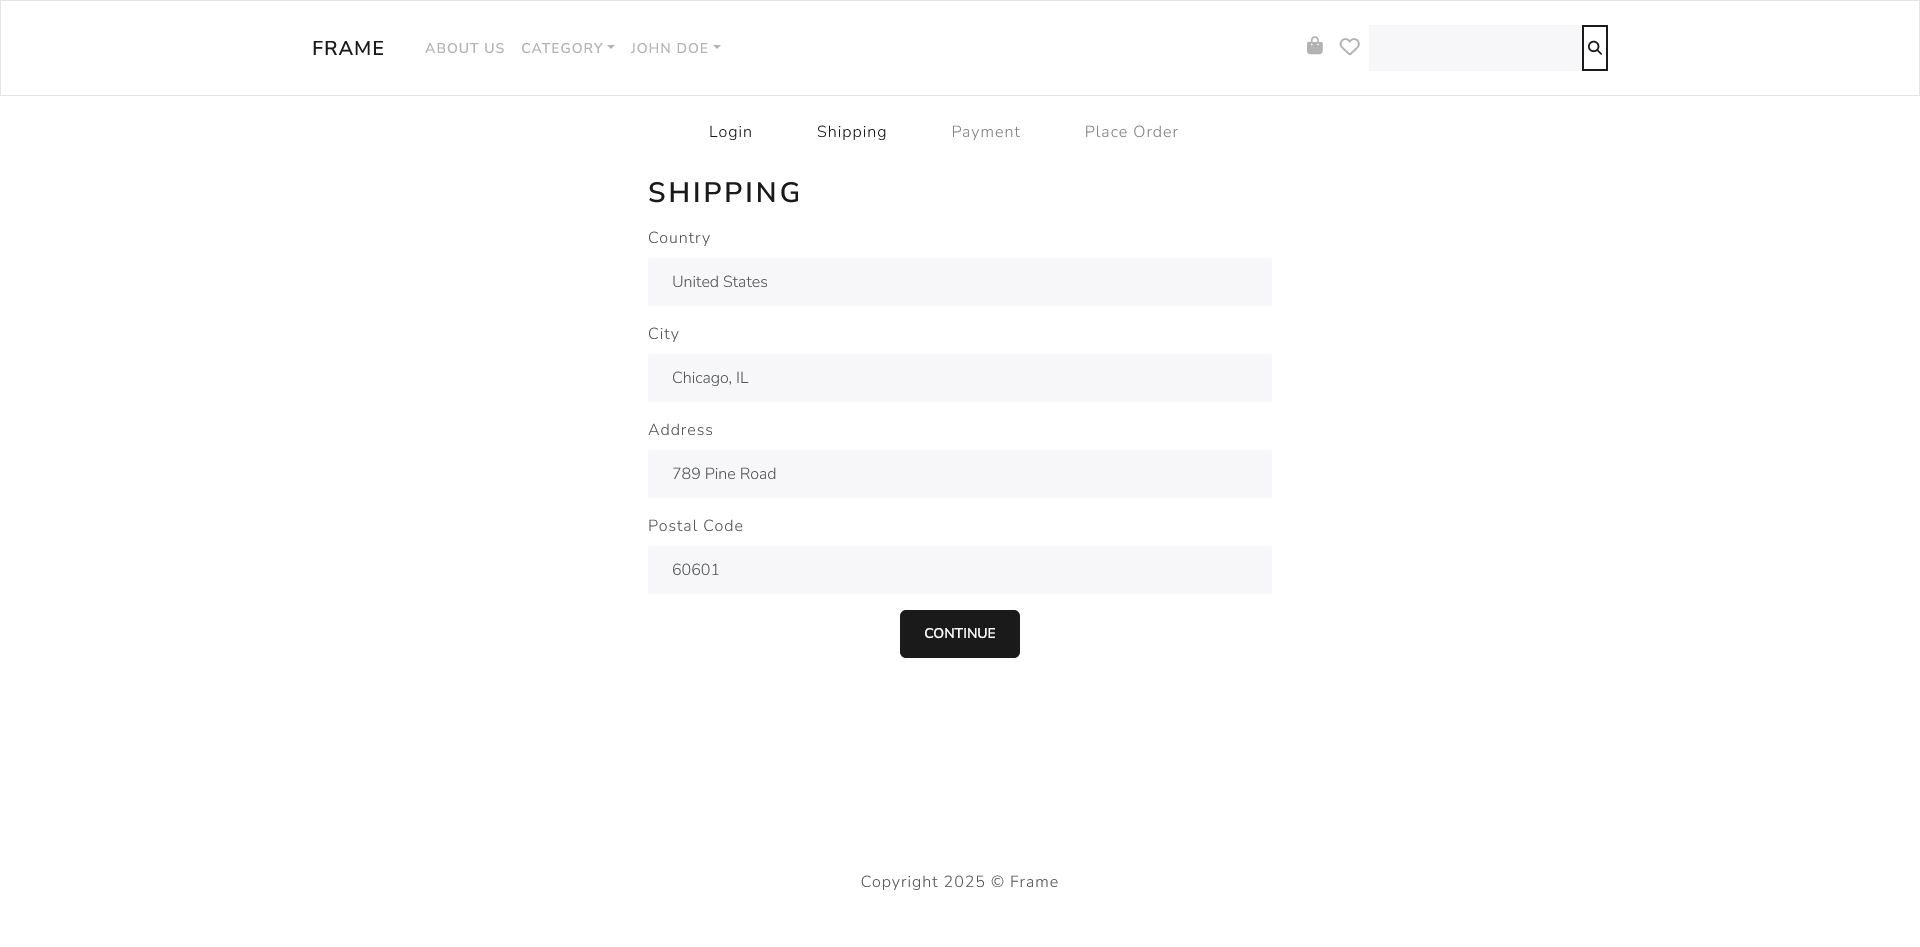 FRAME ABOUT US CATEGORY JOHN DOE
Login Shipping Payment Place Order
SHIPPING
Country
United States
City
Chicago, IL
Address
789 Pine Road
Postal Code
60601
CONTINUE
Copyright 2025 © Frame